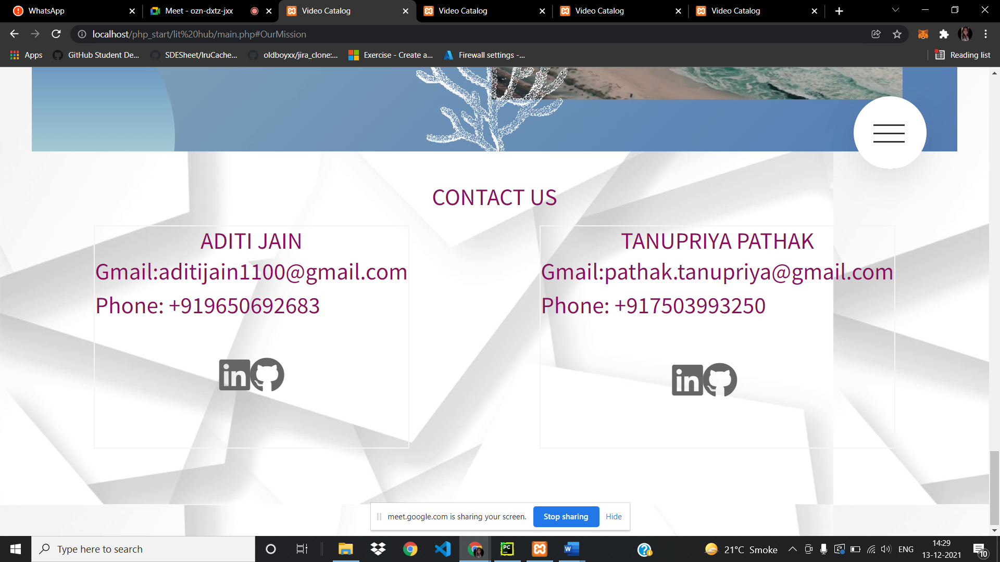 WhatsApp
Meet - ozn-dxtz-jxx
Video Catalog
Video Catalog
Video Catalog
Video Catalog
localhost/php_start/lit%20hub/main.php#OurMission
Apps
GitHub Student De...
SDESheet/lruCache...
oldboyxx/jira_clone:...
Exercise - Create a...
Firewall settings -...
Reading list
CONTACT US
ADITI JAIN
Gmail:aditijain1100@gmail.com
Phone: +919650692683
TANUPRIYA PATHAK
Gmail:pathak.tanupriya@gmail.com
Phone: +917503993250
in
in
meet.google.com is sharing your screen.
Stop sharing
Hide
Type here to search
PC
W
21°C Smoke
ENG
14:29
13-12-2021
10